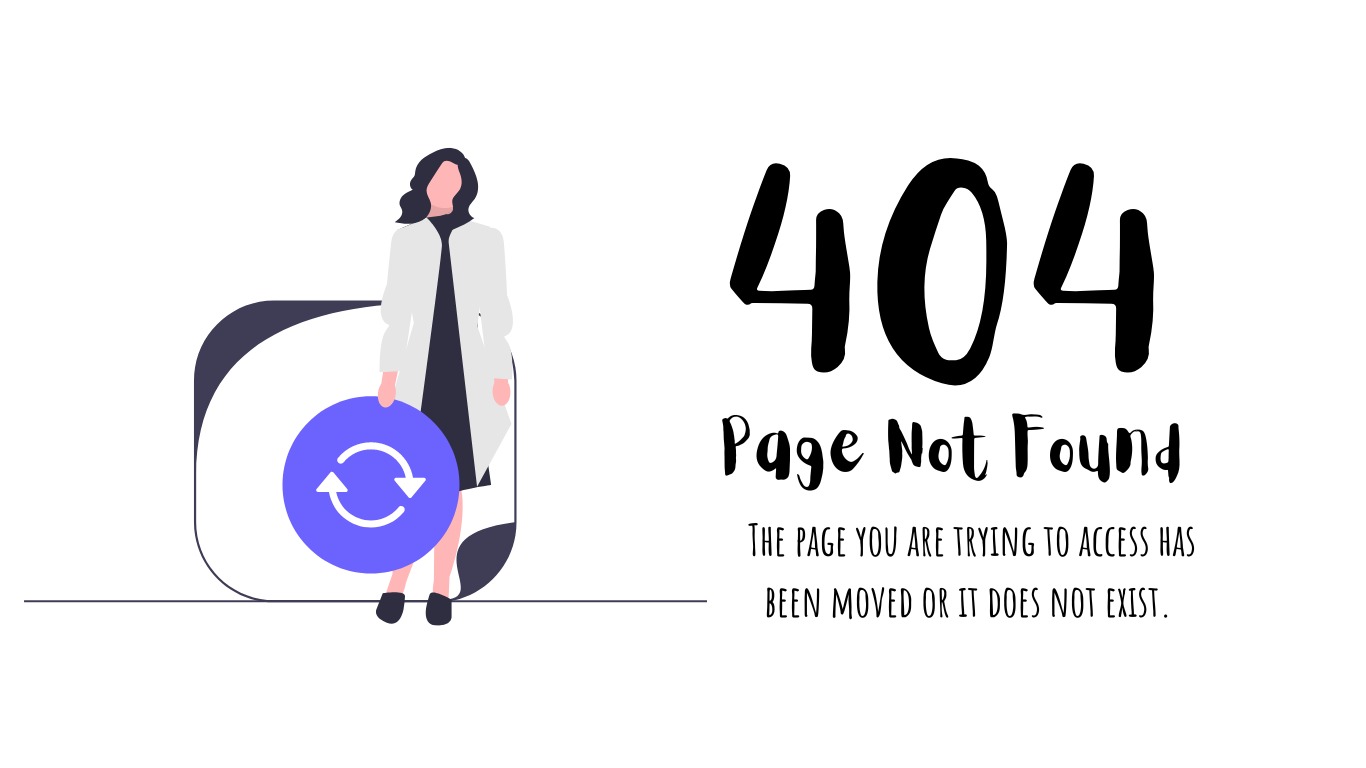 404
Page Not Found
The page you are trying to access has
been moved or it does not exist.